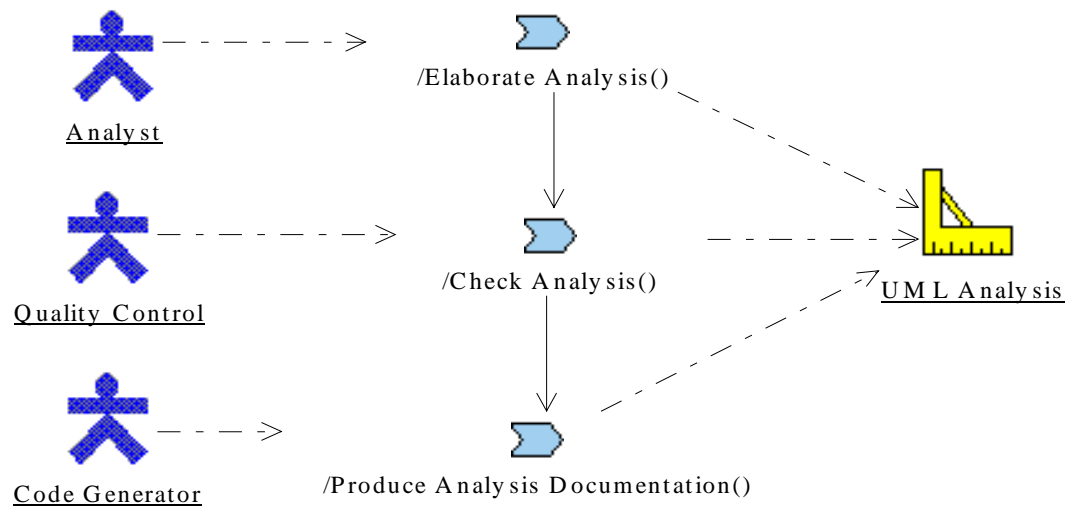 /Elaborate Analysis()
Analyst
/Check Analysis()
UML Analysis
Quality Control
/Produce Analysis Documentation()
Code Generator